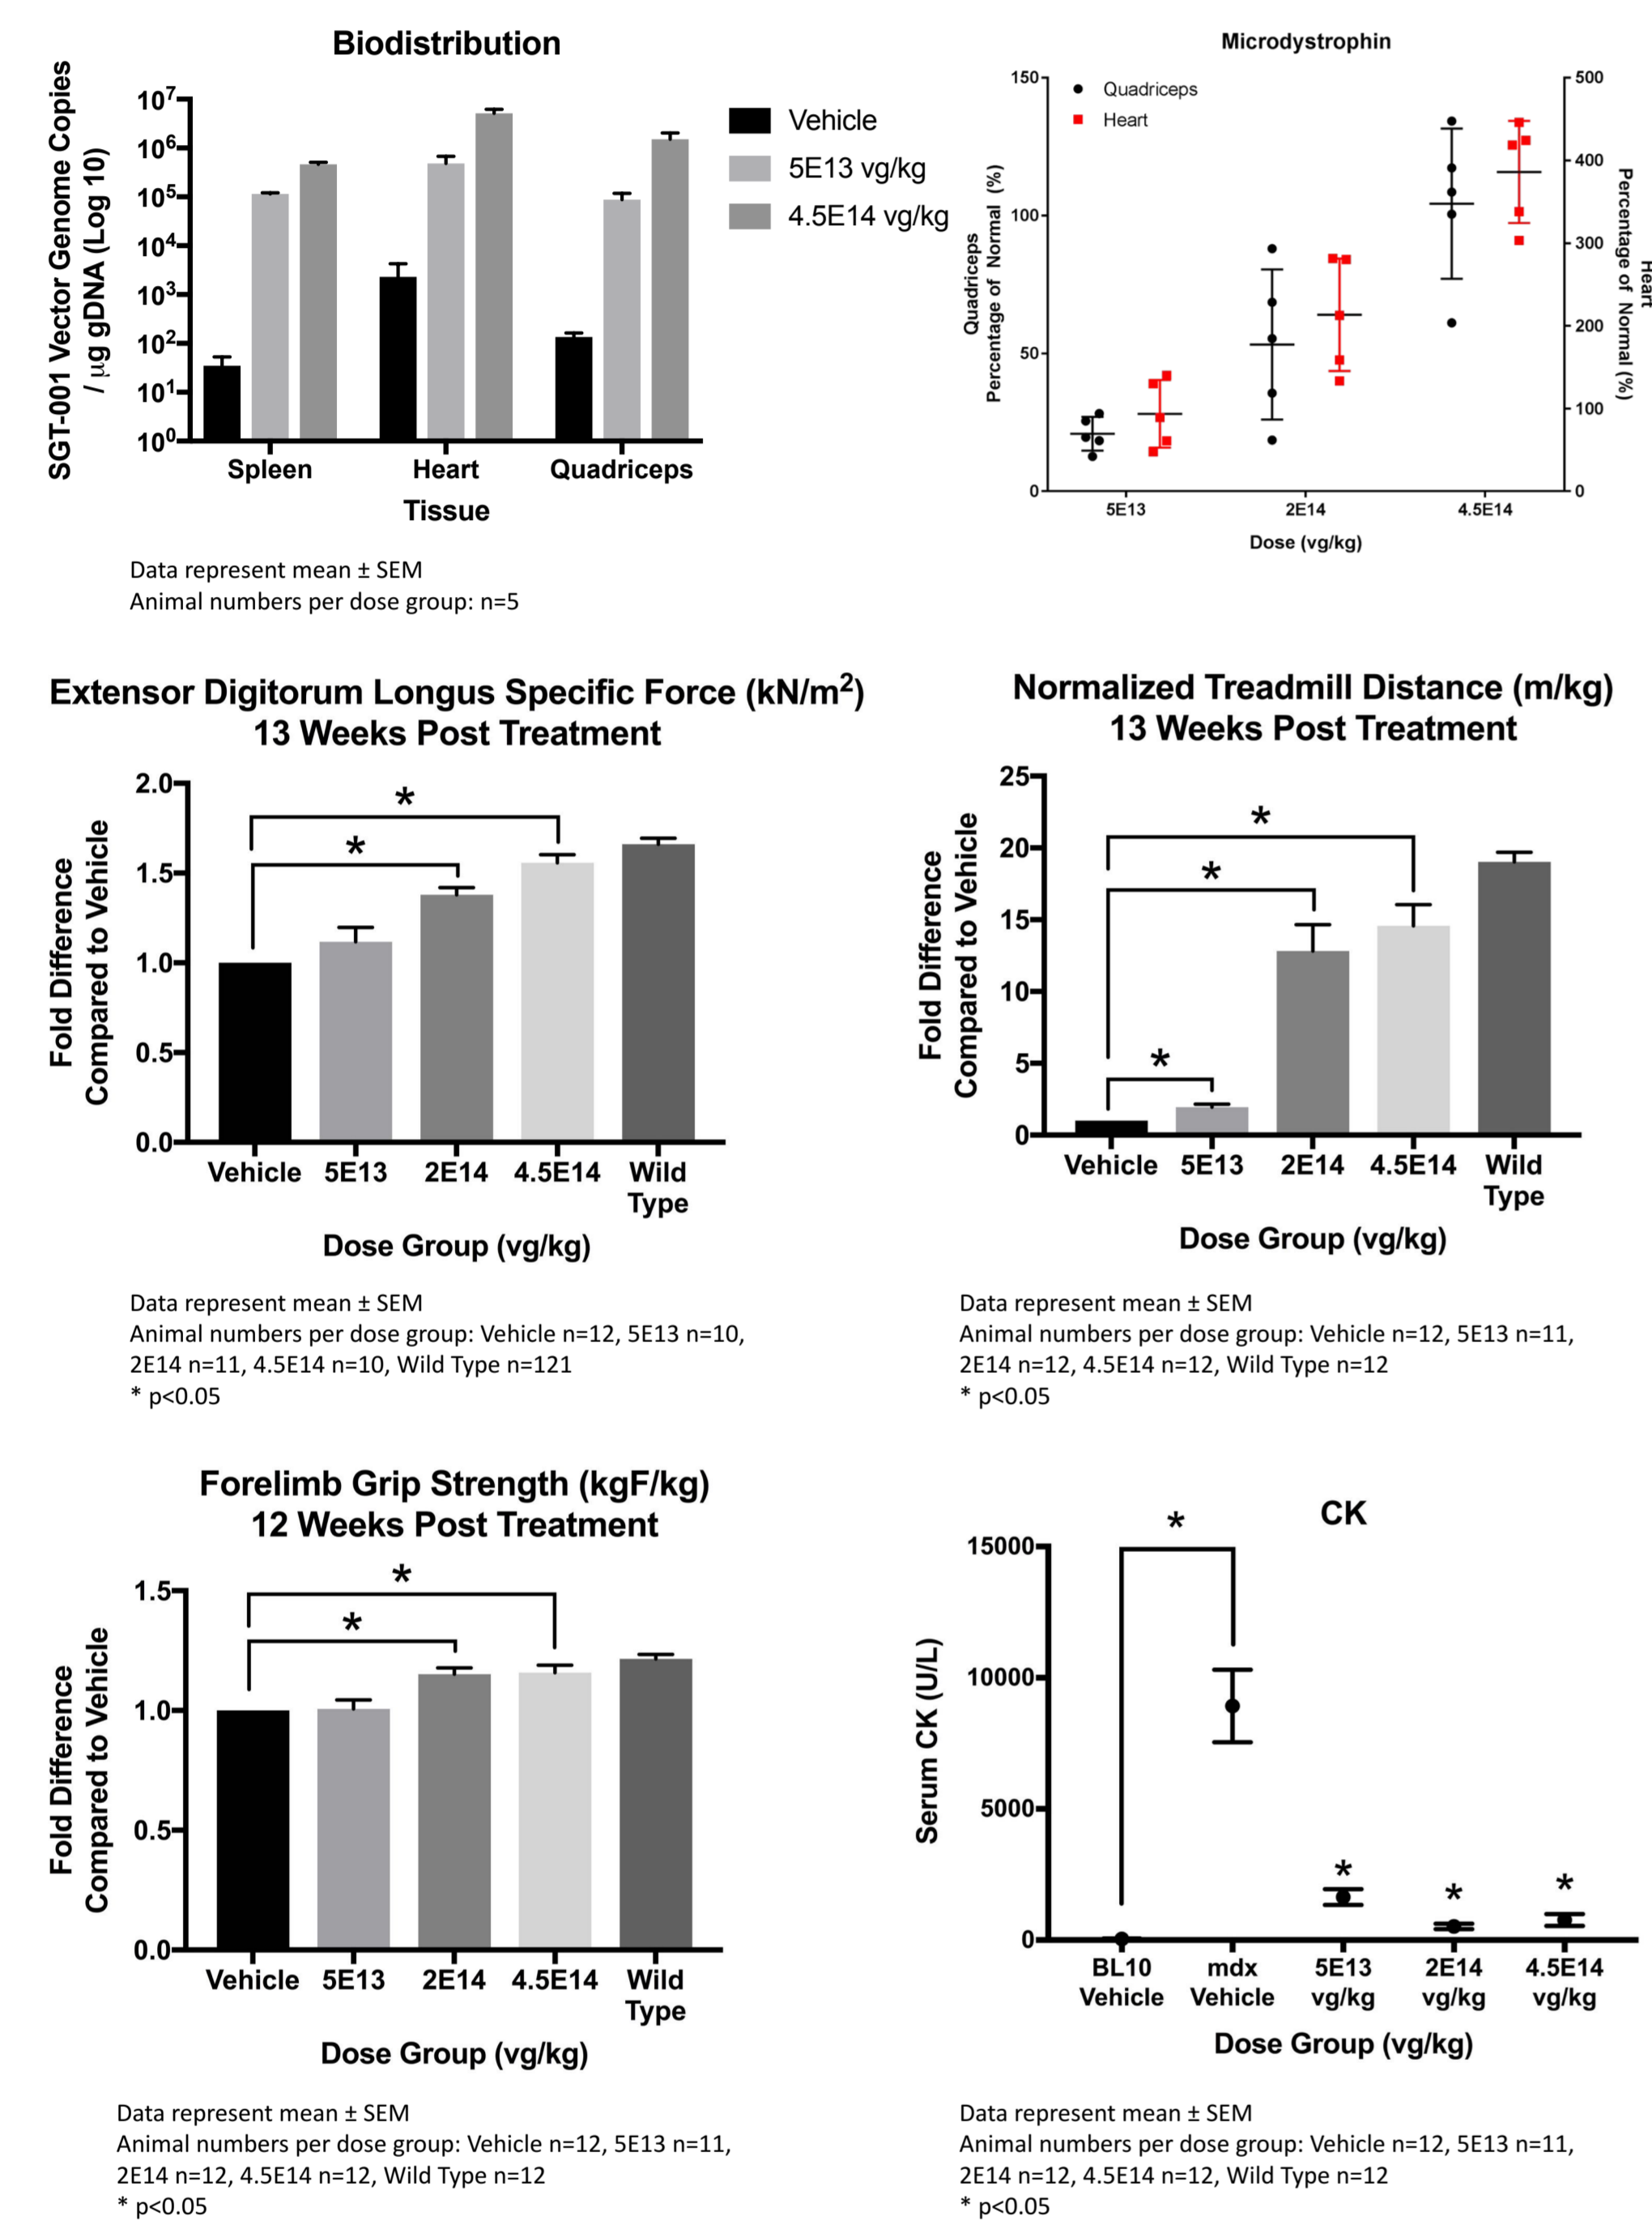 Biodistribution
SGT-001 Vector Genome Copies
/ µg gDNA (Log 10)
10⁷
10⁶
10⁵
10⁴
10³
10²
10¹
10⁰
Spleen Heart Quadriceps
Tissue
Vehicle
5E13 vg/kg
4.5E14 vg/kg
Data represent mean ± SEM
Animal numbers per dose group: n=5
Microdystrophin
Quadriceps
Heart
Quadriceps
Percentage of Normal (%)
150
100
50
0
500
400
300
200
100
0
Heart
Percentage of Normal (%)
5E13 2E14 4.5E14
Dose (vg/kg)
Extensor Digitorum Longus Specific Force (kN/m²)
13 Weeks Post Treatment
Fold Difference
Compared to Vehicle
2.0
1.5
1.0
0.5
0.0
*
*
Vehicle 5E13 2E14 4.5E14 Wild
Type
Dose Group (vg/kg)
Data represent mean ± SEM
Animal numbers per dose group: Vehicle n=12, 5E13 n=10,
2E14 n=11, 4.5E14 n=10, Wild Type n=121
* p<0.05
Normalized Treadmill Distance (m/kg)
13 Weeks Post Treatment
Fold Difference
Compared to Vehicle
25
20
15
10
5
0
*
*
*
Vehicle 5E13 2E14 4.5E14 Wild
Type
Dose Group (vg/kg)
Data represent mean ± SEM
Animal numbers per dose group: Vehicle n=12, 5E13 n=11,
2E14 n=12, 4.5E14 n=12, Wild Type n=12
* p<0.05
Forelimb Grip Strength (kgF/kg)
12 Weeks Post Treatment
Fold Difference
Compared to Vehicle
1.5
1.0
0.5
0.0
*
*
Vehicle 5E13 2E14 4.5E14 Wild
Type
Dose Group (vg/kg)
Data represent mean ± SEM
Animal numbers per dose group: Vehicle n=12, 5E13 n=11,
2E14 n=12, 4.5E14 n=12, Wild Type n=12
* p<0.05
CK
Serum CK (U/L)
15000
10000
5000
0
*
* * *
BL10 mdx 5E13 2E14 4.5E14
Vehicle Vehicle vg/kg vg/kg vg/kg
Dose Group (vg/kg)
Data represent mean ± SEM
Animal numbers per dose group: Vehicle n=12, 5E13 n=11,
2E14 n=12, 4.5E14 n=12, Wild Type n=12
* p<0.05